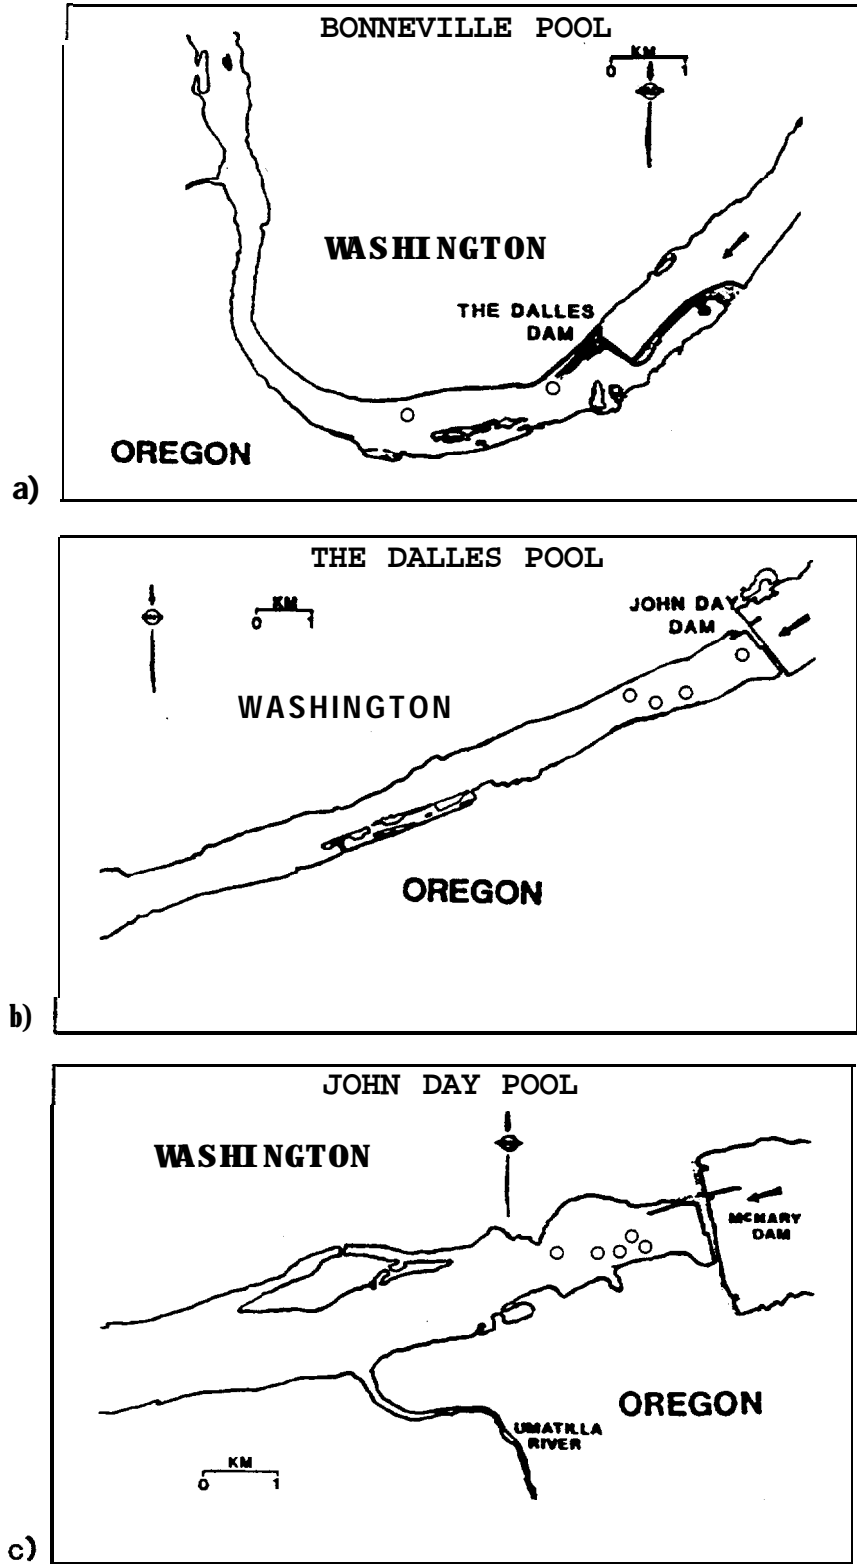 BONNEVILLE POOL
KM
0 1
WASHINGTON
THE DALLES
DAM
OREGON
a)
THE DALLES POOL
KM
0 1
JOHN DAY
DAM
WASHINGTON
OREGON
b)
JOHN DAY POOL
WASHINGTON
McNARY
DAM
OREGON
UMATILLA
RIVER
KM
0 1
c)